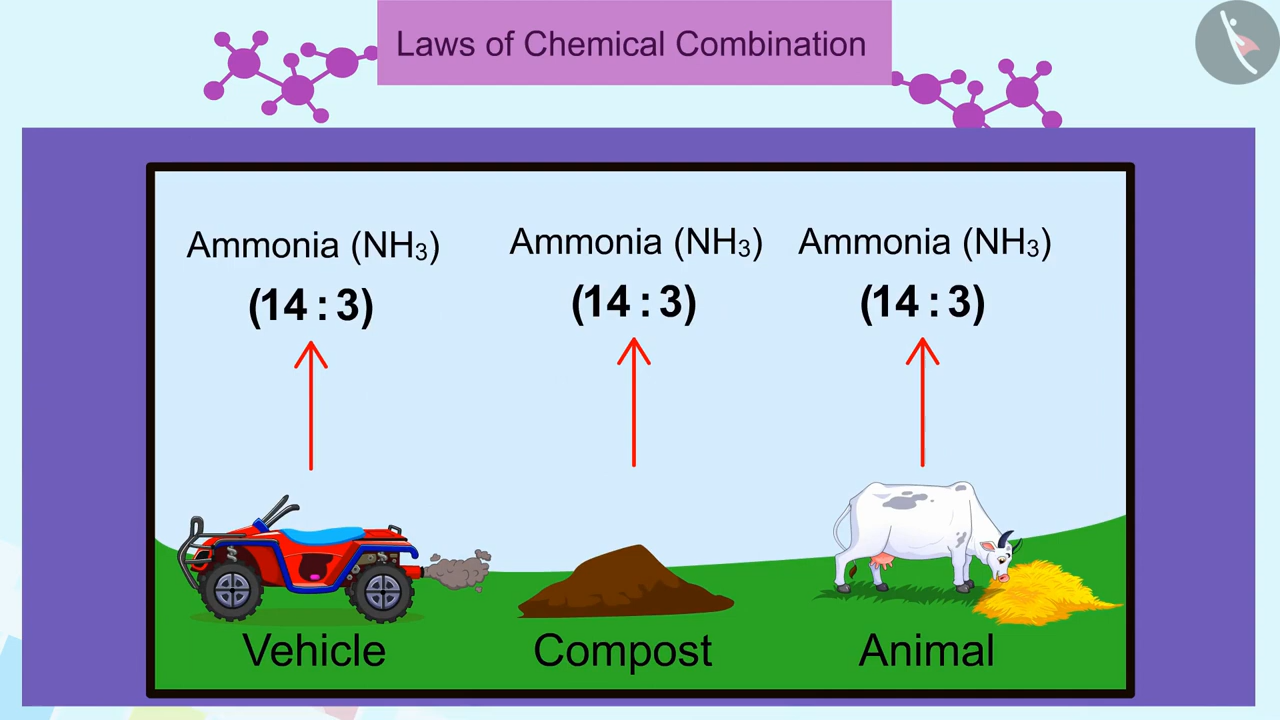 Laws of Chemical Combination
Ammonia (NH₃) Ammonia (NH₃) Ammonia (NH₃)
(14 : 3) (14 : 3) (14 : 3)
Vehicle Compost Animal